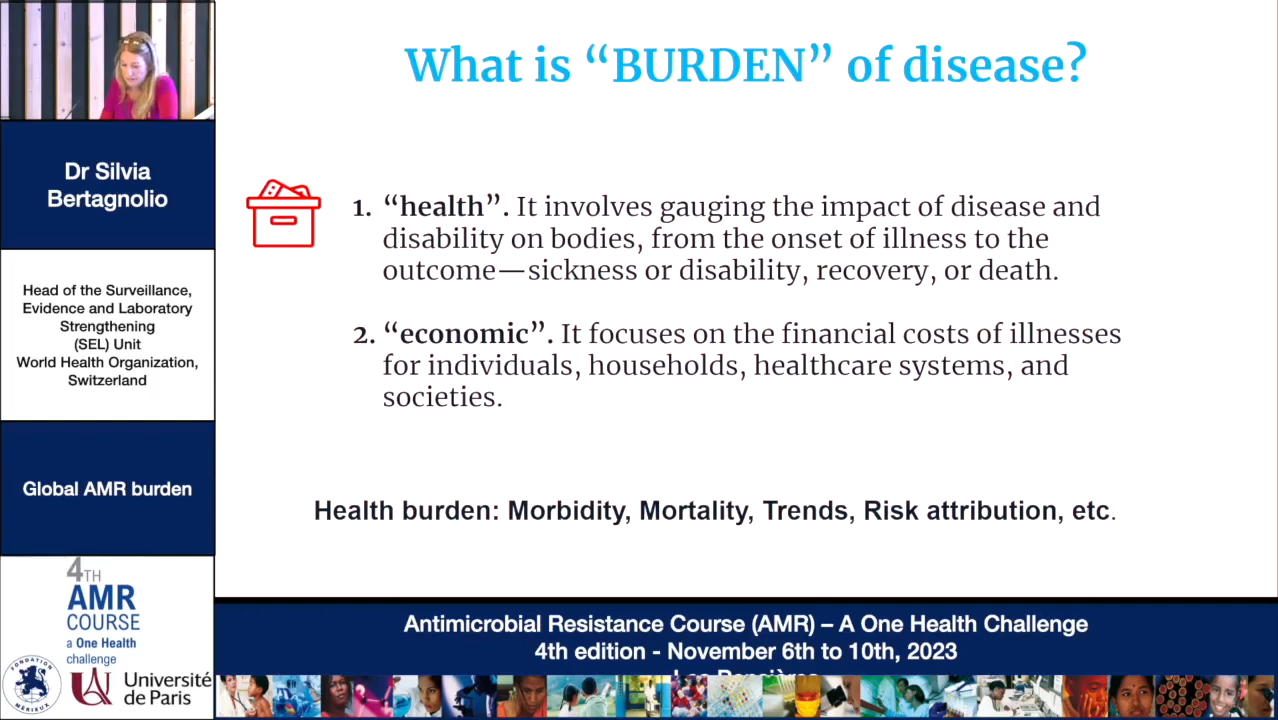 What is “BURDEN” of disease?
Dr Silvia
Bertagnolio
1. “health”. It involves gauging the impact of disease and
disability on bodies, from the onset of illness to the
outcome—sickness or disability, recovery, or death.
Head of the Surveillance,
Evidence and Laboratory
Strengthening
(SEL) Unit
World Health Organization,
Switzerland
2. “economic”. It focuses on the financial costs of illnesses
for individuals, households, healthcare systems, and
societies.
Global AMR burden
Health burden: Morbidity, Mortality, Trends, Risk attribution, etc.
4TH
AMR
COURSE
a One Health
challenge
FONDATION
MÉRIEUX
Université
de Paris
Antimicrobial Resistance Course (AMR) – A One Health Challenge
4th edition - November 6th to 10th, 2023